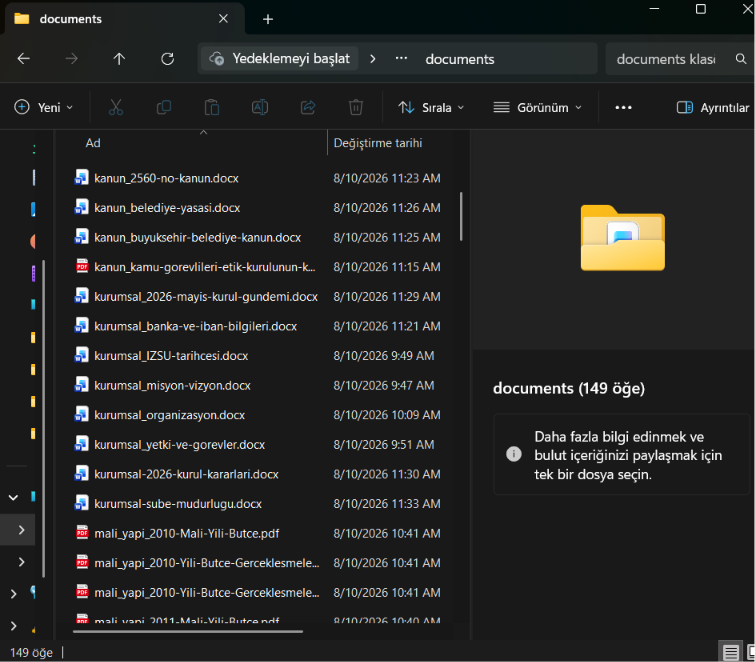 documents
Yedeklemeyi başlat
documents
documents klası
Yeni
Sırala
Görünüm
Ayrıntılar
Ad
Değiştirme tarihi
kanun_2560-no-kanun.docx 8/10/2026 11:23 AM
kanun_belediye-yasasi.docx 8/10/2026 11:26 AM
kanun_buyuksehir-belediye-kanun.docx 8/10/2026 11:25 AM
kanun_kamu-gorevlileri-etik-kurulunun-k... 8/10/2026 11:15 AM
kurumsal_2026-mayis-kurul-gundemi.docx 8/10/2026 11:29 AM
kurumsal_banka-ve-iban-bilgileri.docx 8/10/2026 11:21 AM
kurumsal_IZSU-tarihcesi.docx 8/10/2026 9:49 AM
kurumsal_misyon-vizyon.docx 8/10/2026 9:47 AM
kurumsal_organizasyon.docx 8/10/2026 10:09 AM
kurumsal_yetki-ve-gorevler.docx 8/10/2026 9:51 AM
kurumsal-2026-kurul-kararlari.docx 8/10/2026 11:30 AM
kurumsal-sube-mudurlugu.docx 8/10/2026 11:33 AM
mali_yapi_2010-Mali-Yili-Butce.pdf 8/10/2026 10:41 AM
mali_yapi_2010-Yili-Butce-Gerceklesmele... 8/10/2026 10:41 AM
mali_yapi_2010-Yili-Butce-Gerceklesmele... 8/10/2026 10:41 AM
mali_yapi_2011-Mali-Yili-Butce.pdf 8/10/2026 10:40 AM
documents (149 öğe)
Daha fazla bilgi edinmek ve
bulut içeriğinizi paylaşmak için
tek bir dosya seçin.
149 öğe